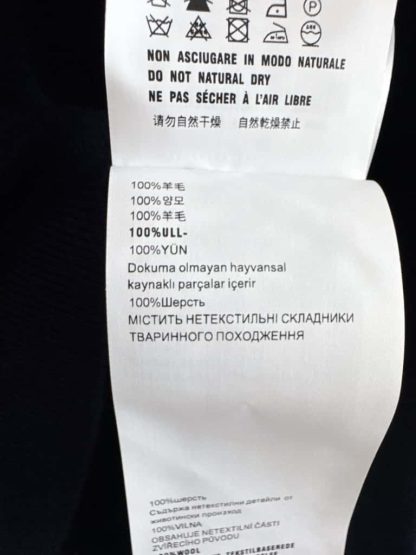 NON ASCIUGARE IN MODO NATURALE
DO NOT NATURAL DRY
NE PAS SÉCHER À L'AIR LIBRE
请勿自然干燥 自然乾燥禁止
100%羊毛
100%양모
100%羊毛
100%ULL-
100%YÜN
Dokuma olmayan hayvansal
kaynaklı parçalar içerir
100%Шерсть
МІСТИТЬ НЕТЕКСТИЛЬНІ СКЛАДНИКИ
ТВАРИННОГО ПОХОДЖЕННЯ
100%шерсть
Съдържа нетекстилни детайли от
животински произход
100%VILNA
OBSAHUJE NETEXTILNÍ ČÁSTI
ZVÍŘECÍHO PŮVODU
100%WOOL